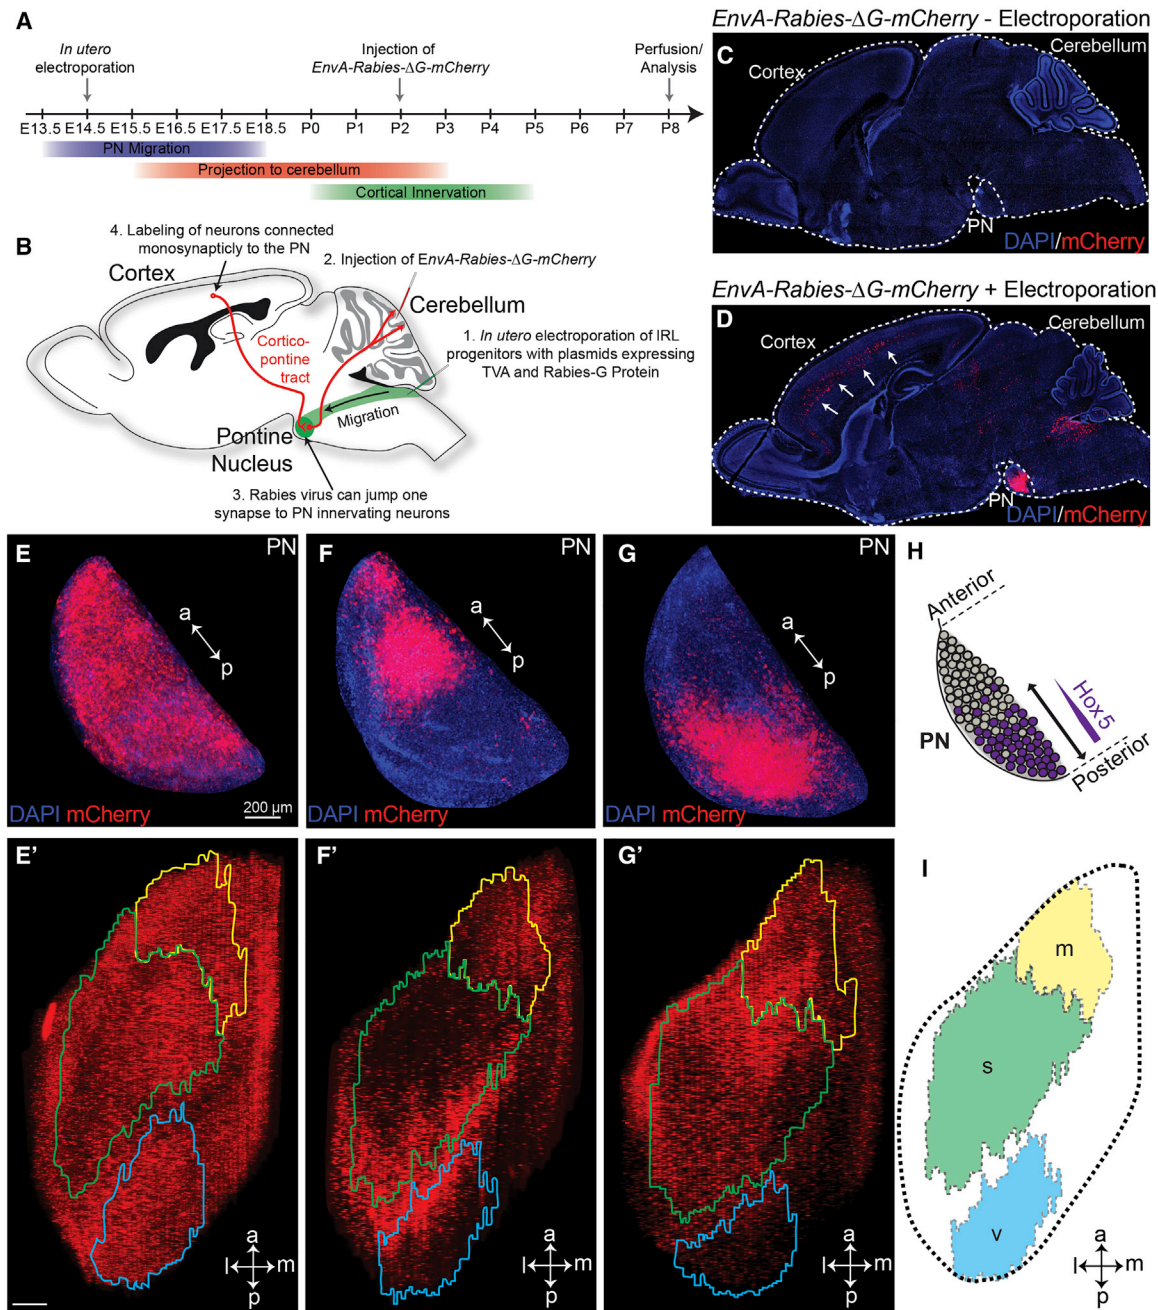 A
In utero
electroporation
Injection of
EnvA-Rabies-ΔG-mCherry
Perfusion/
Analysis
E13.5 E14.5 E15.5 E16.5 E17.5 E18.5 P0 P1 P2 P3 P4 P5 P6 P7 P8
PN Migration
Projection to cerebellum
Cortical Innervation
B
4. Labeling of neurons connected
monosynapticly to the PN
2. Injection of EnvA-Rabies-ΔG-mCherry
Cortex
Cerebellum
1. In utero electroporation of IRL
progenitors with plasmids expressing
TVA and Rabies-G Protein
Cortico-
pontine
tract
Migration
Pontine
Nucleus
3. Rabies virus can jump one
synapse to PN innervating neurons
EnvA-Rabies-ΔG-mCherry - Electroporation
C
Cortex
Cerebellum
PN
DAPI/mCherry
EnvA-Rabies-ΔG-mCherry + Electroporation
D
Cortex
Cerebellum
PN
DAPI/mCherry
E
PN
a
p
DAPI mCherry
200 µm
F
PN
a
p
DAPI mCherry
G
PN
a
p
DAPI mCherry
H
Anterior
Hox5
PN
Posterior
E'
a
l m
p
F'
a
l m
p
G'
a
l m
p
I
m
s
v
a
l m
p